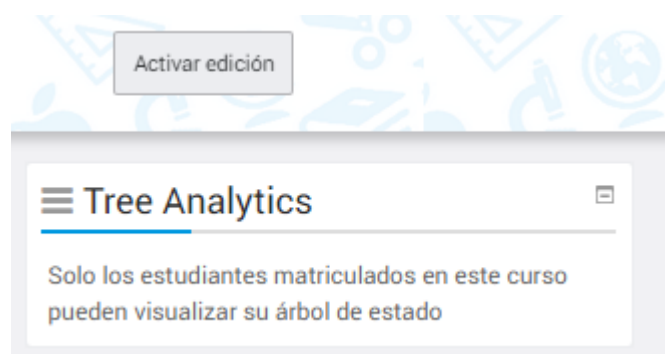 Activar edición
Tree Analytics
Solo los estudiantes matriculados en este curso
pueden visualizar su árbol de estado